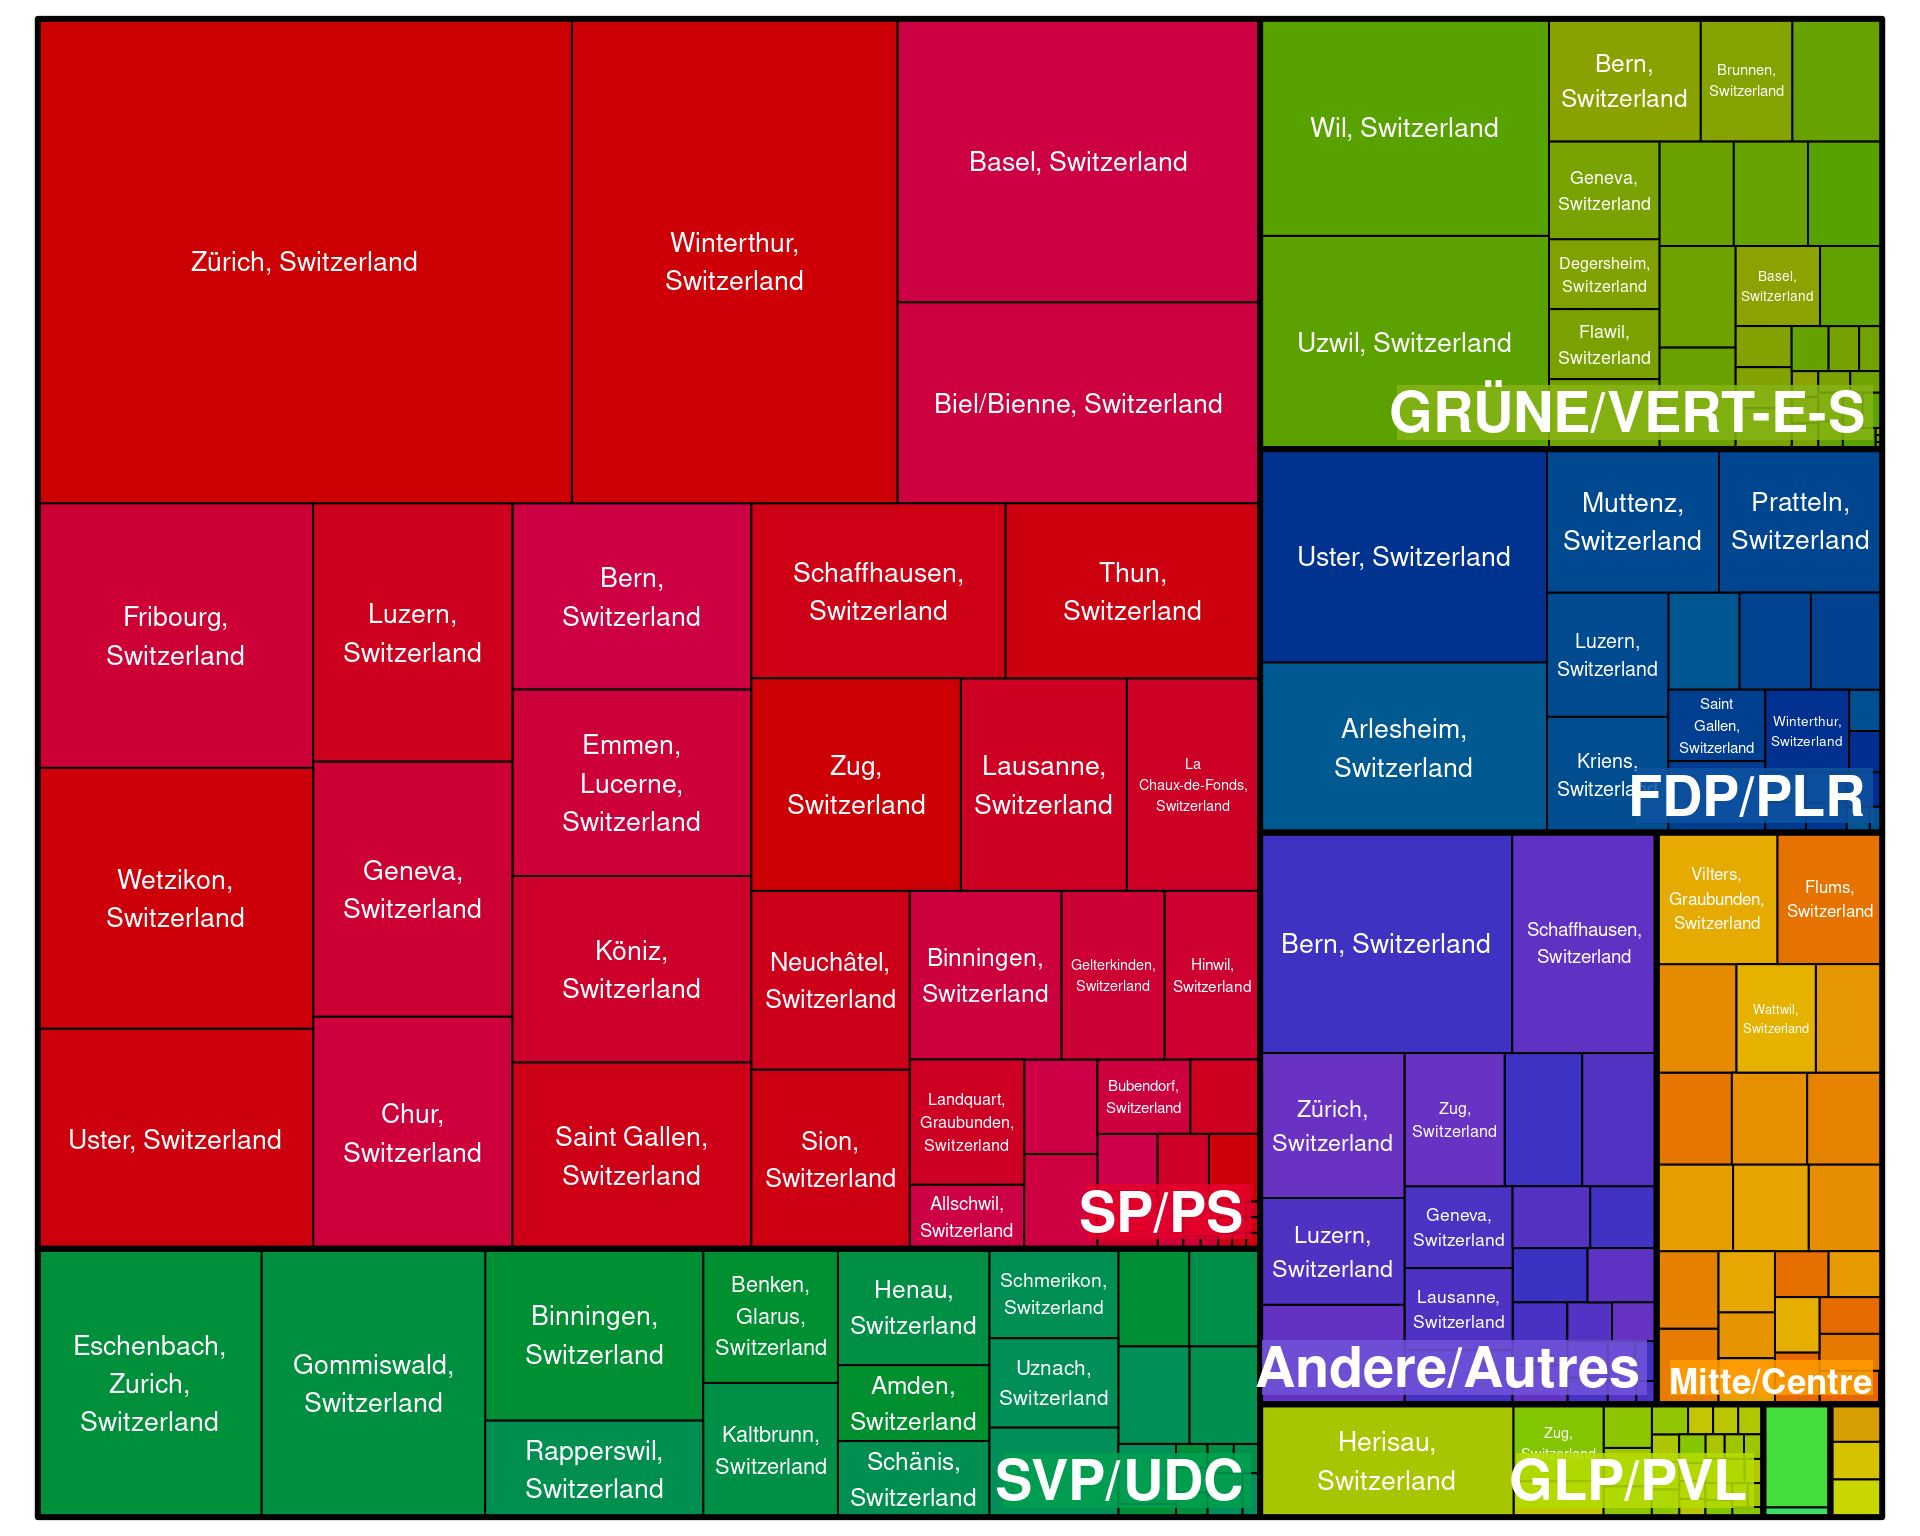 Zürich, Switzerland
Winterthur,
Switzerland
Basel, Switzerland
Biel/Bienne, Switzerland
Fribourg,
Switzerland
Luzern,
Switzerland
Bern,
Switzerland
Schaffhausen,
Switzerland
Thun,
Switzerland
Emmen,
Lucerne,
Switzerland
Zug,
Switzerland
Lausanne,
Switzerland
La
Chaux-de-Fonds,
Switzerland
Wetzikon,
Switzerland
Geneva,
Switzerland
Köniz,
Switzerland
Neuchâtel,
Switzerland
Binningen,
Switzerland
Gelterkinden,
Switzerland
Hinwil,
Switzerland
Uster, Switzerland
Chur,
Switzerland
Saint Gallen,
Switzerland
Sion,
Switzerland
Landquart,
Graubunden,
Switzerland
Bubendorf,
Switzerland
Allschwil,
Switzerland
SP/PS
Eschenbach,
Zurich,
Switzerland
Gommiswald,
Switzerland
Binningen,
Switzerland
Rapperswil,
Switzerland
Benken,
Glarus,
Switzerland
Kaltbrunn,
Switzerland
Henau,
Switzerland
Amden,
Switzerland
Schänis,
Switzerland
Schmerikon,
Switzerland
Uznach,
Switzerland
SVP/UDC
Wil, Switzerland
Bern,
Switzerland
Brunnen,
Switzerland
Geneva,
Switzerland
Degersheim,
Switzerland
Basel,
Switzerland
Uzwil, Switzerland
Flawil,
Switzerland
GRÜNE/VERT-E-S
Uster, Switzerland
Muttenz,
Switzerland
Pratteln,
Switzerland
Luzern,
Switzerland
Arlesheim,
Switzerland
Saint
Gallen,
Switzerland
Winterthur,
Switzerland
Kriens,
Switzerland
FDP/PLR
Bern, Switzerland
Schaffhausen,
Switzerland
Zürich,
Switzerland
Zug,
Switzerland
Luzern,
Switzerland
Geneva,
Switzerland
Lausanne,
Switzerland
Andere/Autres
Vilters,
Graubunden,
Switzerland
Flums,
Switzerland
Wattwil,
Switzerland
Mitte/Centre
Herisau,
Switzerland
Zug,
Switzerland
GLP/PVL